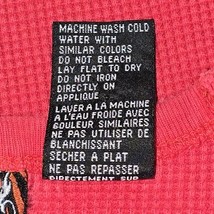 MACHINE WASH COLD
WATER WITH
SIMILAR COLORS
DO NOT BLEACH
LAY FLAT TO DRY
DO NOT IRON
DIRECTLY ON
APPLIQUE
LAVER A LA MACHINE
A L'EAU FROIDE AVEC
COULEUR SIMILAIRES
NE PAS UTILISER DE
BLANCHISSANT
SECHER A PLAT
NE PAS REPASSER
DIRECTEMENT SUR